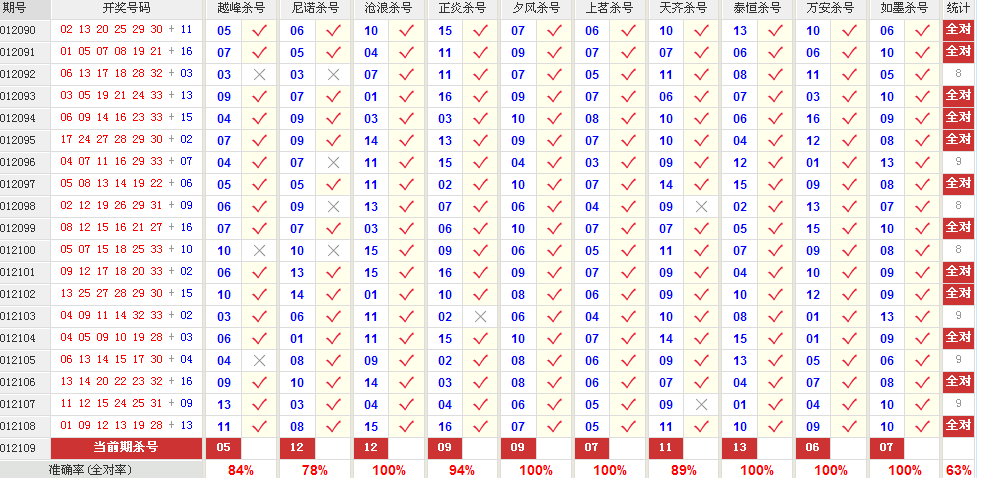 期号 开奖号码 越峰杀号 尼诺杀号 沧浪杀号 正炎杀号 夕风杀号 上茗杀号 天齐杀号 泰恒杀号 万安杀号 如墨杀号 统计
012090 02 13 20 25 29 30 + 11 05 06 10 15 07 06 10 13 10 06 全对
012091 01 05 07 08 19 21 + 16 07 05 04 11 09 07 07 06 06 10 全对
012092 06 13 17 18 28 32 + 03 03 03 07 11 07 05 11 08 11 05 8
012093 03 05 19 21 24 33 + 13 09 07 01 16 09 07 06 07 03 10 全对
012094 06 09 14 16 23 33 + 15 04 09 03 03 10 08 10 06 16 09 全对
012095 17 24 27 28 29 30 + 02 07 09 14 13 09 07 10 04 12 08 全对
012096 04 07 11 16 29 33 + 07 04 07 11 15 04 03 09 12 01 13 9
012097 05 08 13 14 19 22 + 06 05 05 11 02 10 07 14 15 09 08 全对
012098 02 12 19 26 29 31 + 09 06 09 13 07 06 04 09 02 13 07 8
012099 08 12 15 16 21 27 + 16 07 07 03 06 10 07 07 05 15 10 全对
012100 05 07 15 18 25 33 + 10 10 10 15 09 06 05 11 07 09 08 8
012101 09 12 17 18 20 33 + 02 06 13 15 16 09 07 09 04 10 09 全对
012102 13 25 27 28 29 30 + 15 10 14 01 10 08 06 09 10 12 09 全对
012103 04 09 11 14 32 33 + 02 03 06 11 02 06 04 10 08 01 13 9
012104 04 05 09 10 19 28 + 03 06 01 11 15 10 07 14 15 01 09 全对
012105 06 13 14 15 17 30 + 04 04 08 09 02 08 06 09 13 05 06 9
012106 13 14 20 22 23 32 + 16 09 10 14 03 08 06 07 04 07 08 全对
012107 11 12 15 24 25 31 + 09 13 03 04 04 06 05 09 01 04 10 9
012108 01 09 12 13 19 28 + 13 11 08 15 16 07 05 11 10 09 10 全对
012109 当前期杀号 05 12 12 09 09 07 11 13 06 07
准确率(全对率) 84% 78% 100% 94% 100% 100% 89% 100% 100% 100% 63%